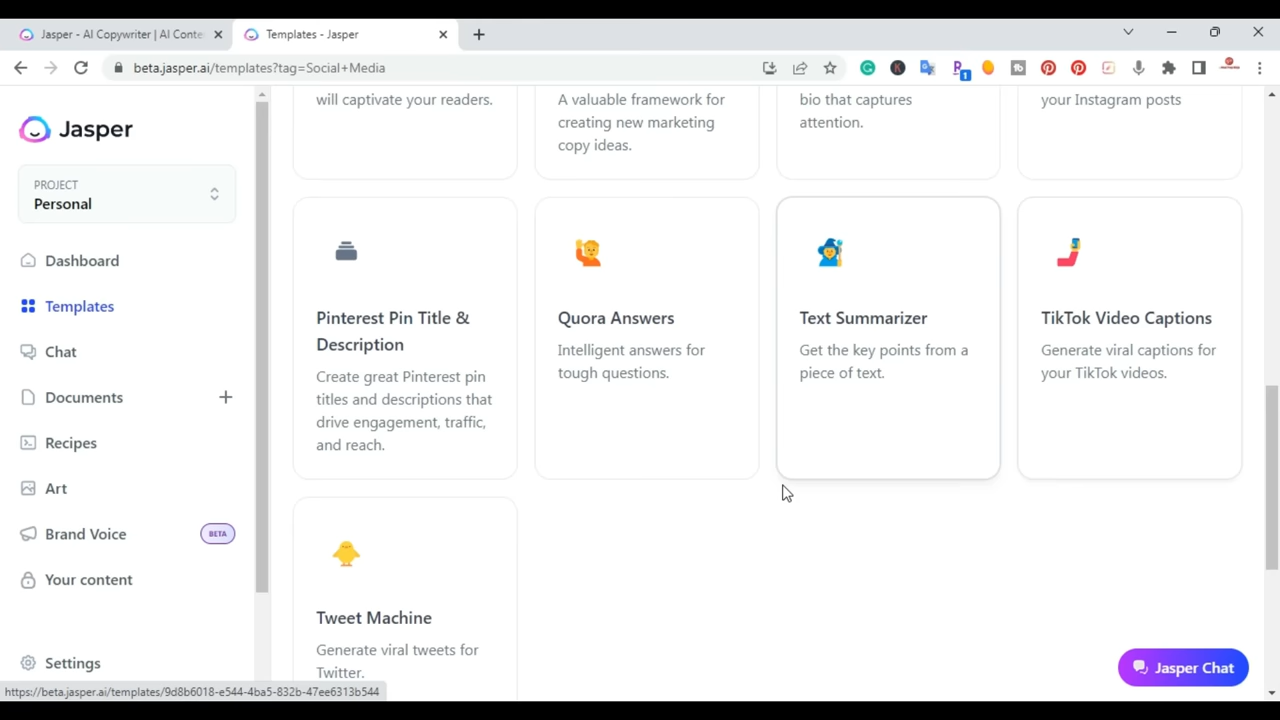 Jasper - AI Copywriter | AI Conte
Templates - Jasper
beta.jasper.ai/templates?tag=Social+Media
1
Jasper
PROJECT
Personal
Dashboard
Templates
Chat
Documents
Recipes
Art
Brand Voice
BETA
Your content
Settings
https://beta.jasper.ai/templates/9d8b6018-e544-4ba5-832b-47ee6313b544
will captivate your readers.
A valuable framework for
creating new marketing
copy ideas.
bio that captures
attention.
your Instagram posts
Pinterest Pin Title &
Description
Create great Pinterest pin
titles and descriptions that
drive engagement, traffic,
and reach.
Quora Answers
Intelligent answers for
tough questions.
Text Summarizer
Get the key points from a
piece of text.
TikTok Video Captions
Generate viral captions for
your TikTok videos.
Tweet Machine
Generate viral tweets for
Twitter.
Jasper Chat